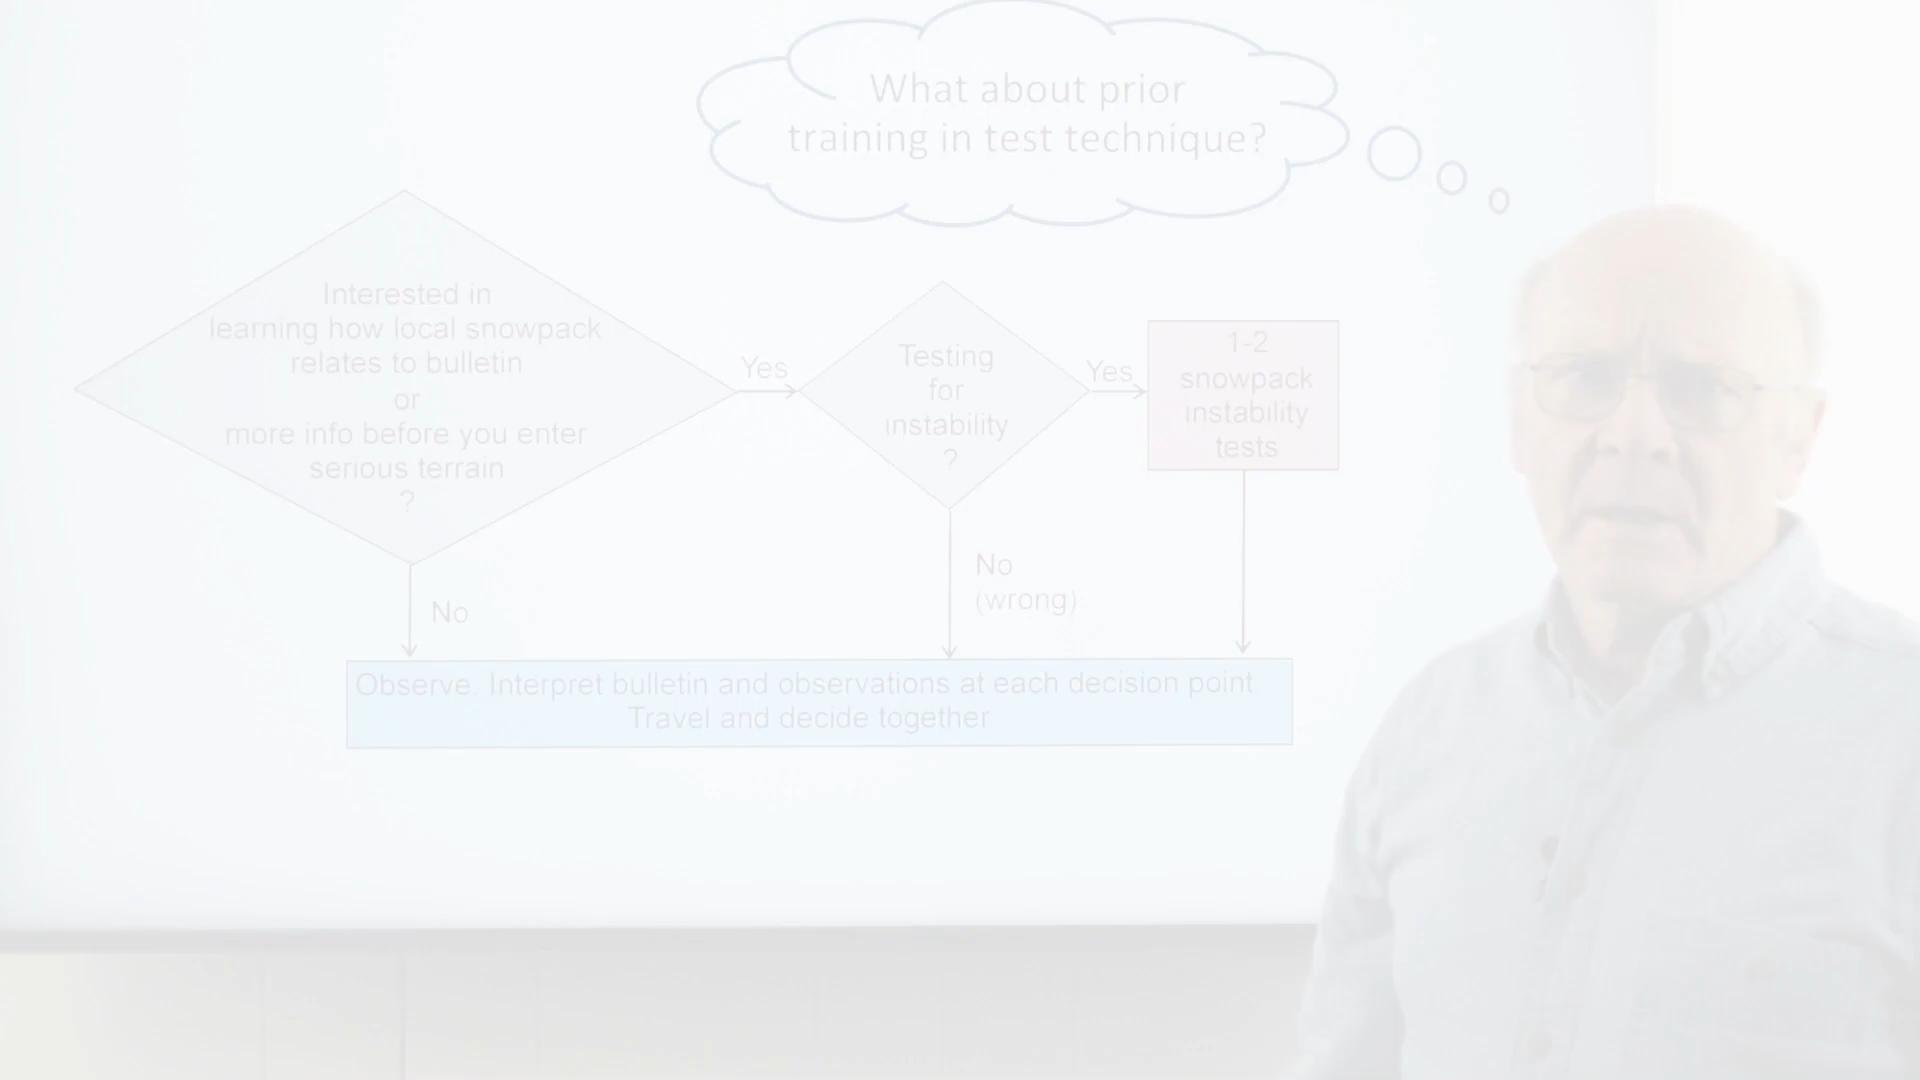 What about prior
training in test technique?
Interested in
learning how local snowpack
relates to bulletin
or
more info before you enter
serious terrain
?
Yes
Testing
for
instability
?
Yes
1-2
snowpack
instability
tests
No
No
(wrong)
Observe. Interpret bulletin and observations at each decision point
Travel and decide together